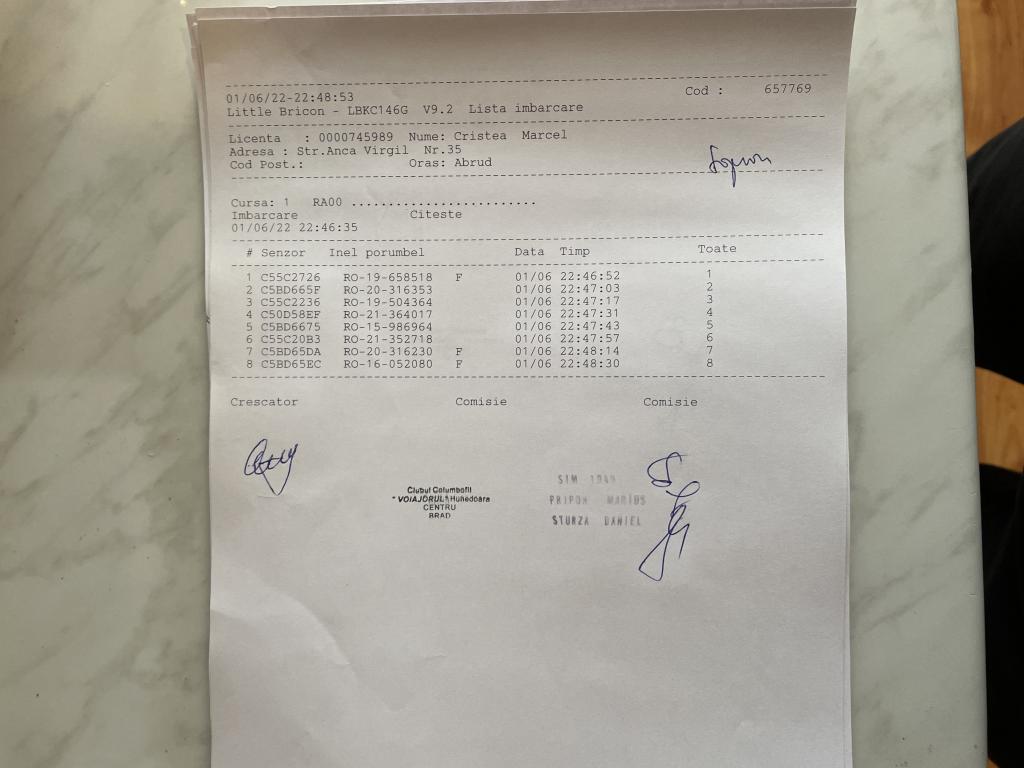 01/06/22-22:48:53 Cod : 657769
Little Bricon - LBKC146G V9.2 Lista imbarcare
Licenta : 0000745989 Nume: Cristea Marcel
Adresa : Str.Anca Virgil Nr.35
Cod Post.: Oras: Abrud
Cursa: 1 RA00 .........................
Imbarcare Citeste
01/06/22 22:46:35
# Senzor Inel porumbel Data Timp Toate
1 C55C2726 RO-19-658518 F 01/06 22:46:52 1
2 C5BD665F RO-20-316353 01/06 22:47:03 2
3 C55C2236 RO-19-504364 01/06 22:47:17 3
4 C50D58EF RO-21-364017 01/06 22:47:31 4
5 C5BD6675 RO-15-986964 01/06 22:47:43 5
6 C55C20B3 RO-21-352718 01/06 22:47:57 6
7 C5BD65DA RO-20-316230 F 01/06 22:48:14 7
8 C5BD65EC RO-16-052080 F 01/06 22:48:30 8
Crescator Comisie Comisie
Clubul Columbofil
"VOIAJORUL" Hunedoara
CENTRU
BRAD
SIM
PRIPON MARIUS
STURZA DANIEL